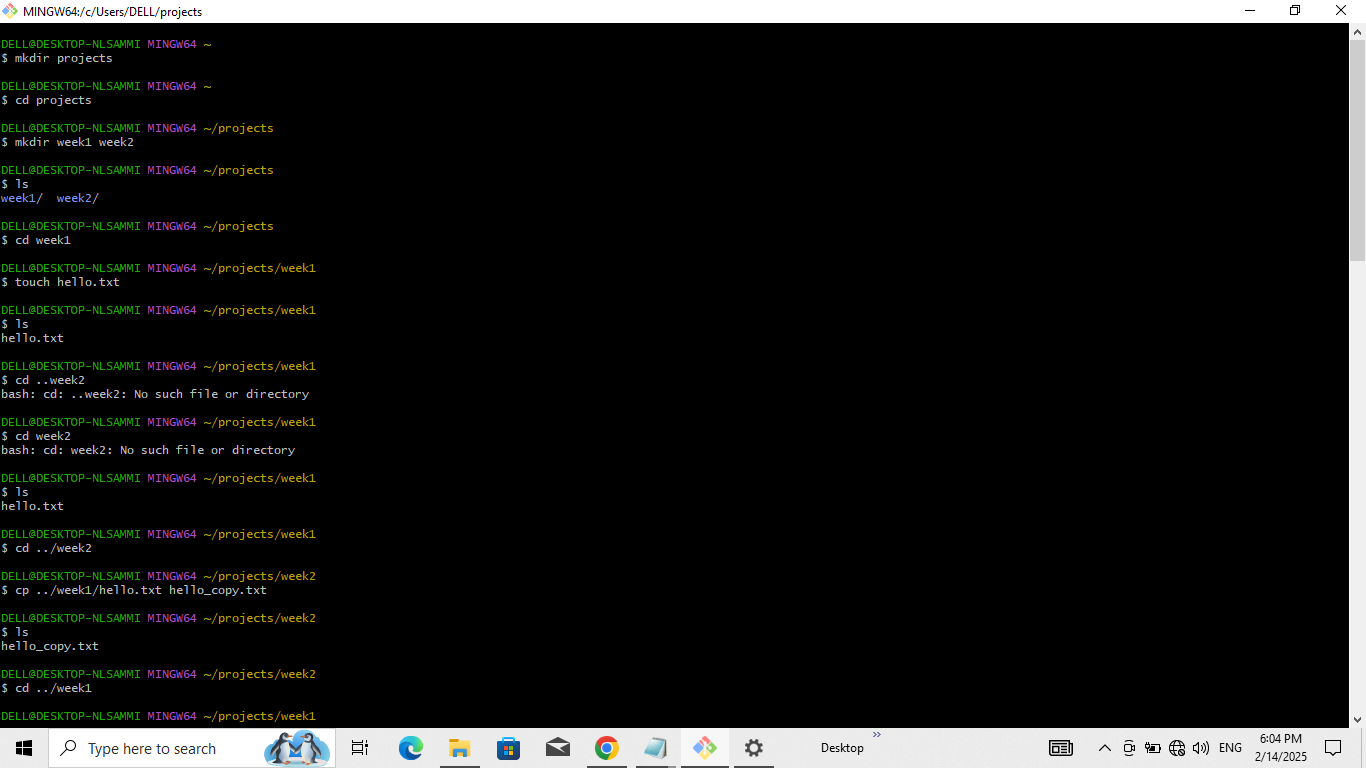 MINGW64:/c/Users/DELL/projects
DELL@DESKTOP-NLSAMMI MINGW64 ~
$ mkdir projects
DELL@DESKTOP-NLSAMMI MINGW64 ~
$ cd projects
DELL@DESKTOP-NLSAMMI MINGW64 ~/projects
$ mkdir week1 week2
DELL@DESKTOP-NLSAMMI MINGW64 ~/projects
$ ls
week1/  week2/
DELL@DESKTOP-NLSAMMI MINGW64 ~/projects
$ cd week1
DELL@DESKTOP-NLSAMMI MINGW64 ~/projects/week1
$ touch hello.txt
DELL@DESKTOP-NLSAMMI MINGW64 ~/projects/week1
$ ls
hello.txt
DELL@DESKTOP-NLSAMMI MINGW64 ~/projects/week1
$ cd ..week2
bash: cd: ..week2: No such file or directory
DELL@DESKTOP-NLSAMMI MINGW64 ~/projects/week1
$ cd week2
bash: cd: week2: No such file or directory
DELL@DESKTOP-NLSAMMI MINGW64 ~/projects/week1
$ ls
hello.txt
DELL@DESKTOP-NLSAMMI MINGW64 ~/projects/week1
$ cd ../week2
DELL@DESKTOP-NLSAMMI MINGW64 ~/projects/week2
$ cp ../week1/hello.txt hello_copy.txt
DELL@DESKTOP-NLSAMMI MINGW64 ~/projects/week2
$ ls
hello_copy.txt
DELL@DESKTOP-NLSAMMI MINGW64 ~/projects/week2
$ cd ../week1
DELL@DESKTOP-NLSAMMI MINGW64 ~/projects/week1
Type here to search
Desktop
ENG
6:04 PM
2/14/2025